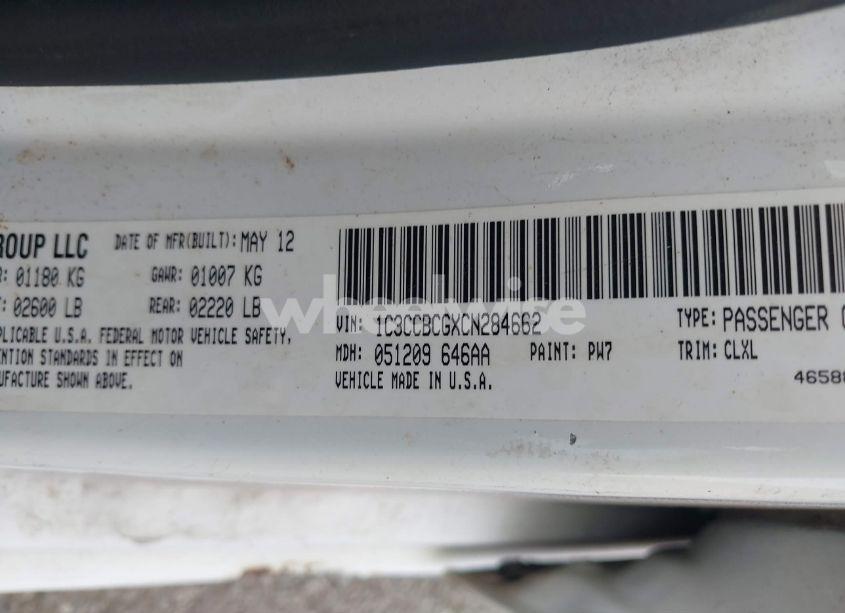 ROUP LLC DATE OF MFR(BUILT): MAY 12
R: 01180 KG GAWR: 01007 KG
: 02600 LB REAR: 02220 LB
PLICABLE U.S.A. FEDERAL MOTOR VEHICLE SAFETY,
ENTION STANDARDS IN EFFECT ON
UFACTURE SHOWN ABOVE.
VIN: 1C3CCBCGXCN284662 TYPE: PASSENGER
MDH: 051209 646AA PAINT: PW7 TRIM: CLXL
VEHICLE MADE IN U.S.A.
4658
wheelwise